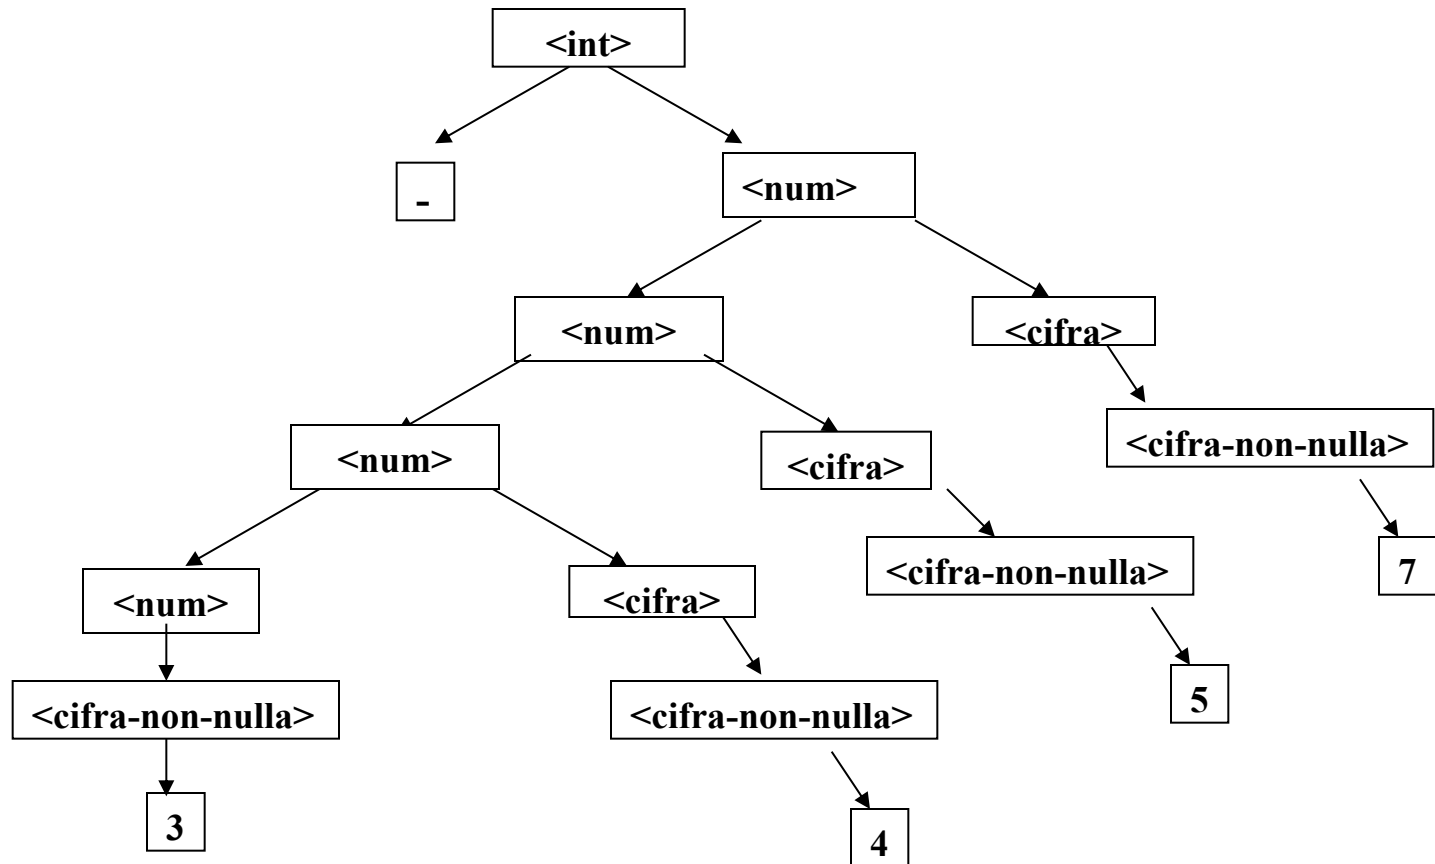 <int>
-
<num>
<num>
<cifra>
<num>
<cifra>
<cifra-non-nulla>
<num>
<cifra>
<cifra-non-nulla>
7
<cifra-non-nulla>
<cifra-non-nulla>
5
3
4